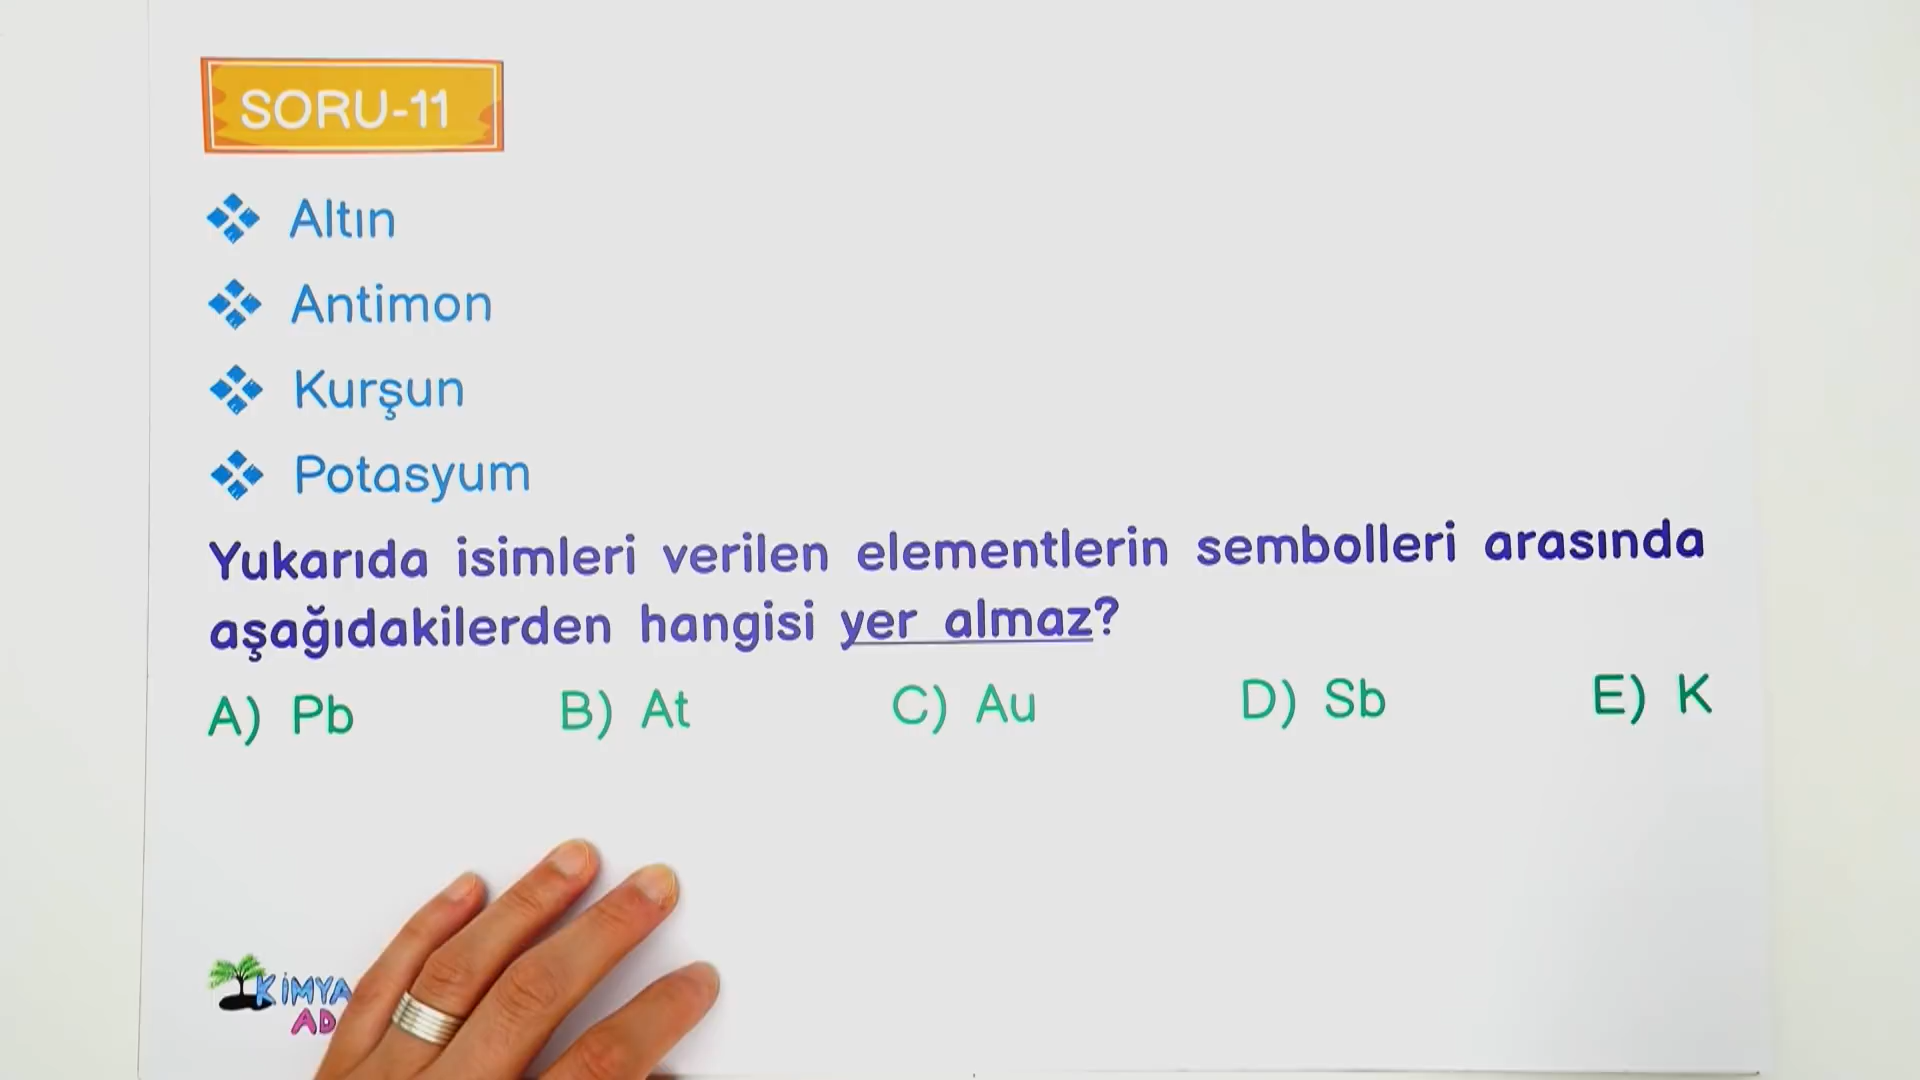 SORU-11
Altın
Antimon
Kurşun
Potasyum
Yukarıda isimleri verilen elementlerin sembolleri arasında
aşağıdakilerden hangisi yer almaz?
A) Pb B) At C) Au D) Sb E) K
KİMYA
AD